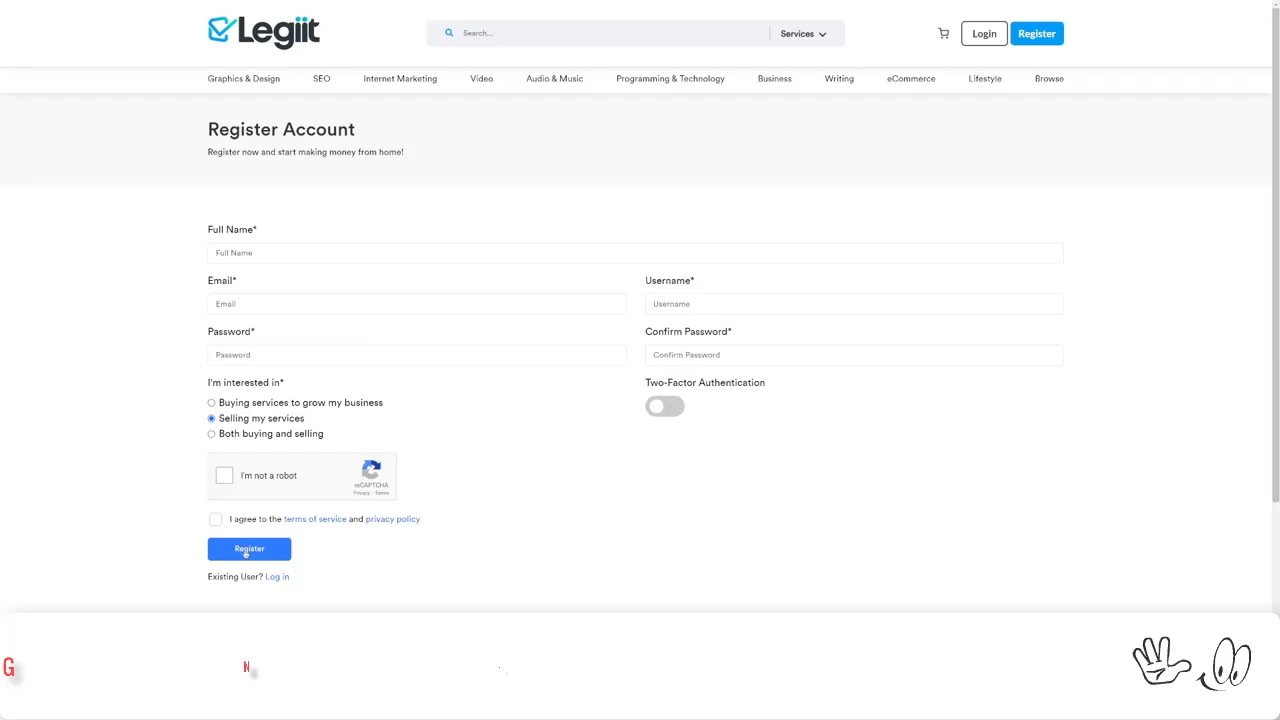 Legiit
Search...
Services
Login
Register
Graphics & Design
SEO
Internet Marketing
Video
Audio & Music
Programming & Technology
Business
Writing
eCommerce
Lifestyle
Browse
Register Account
Register now and start making money from home!
Full Name*
Full Name
Email*
Username*
Email
Username
Password*
Confirm Password*
Password
Confirm Password
I'm interested in*
Two-Factor Authentication
Buying services to grow my business
Selling my services
Both buying and selling
I'm not a robot
reCAPTCHA
Privacy - Terms
I agree to the terms of service and privacy policy
Register
Existing User? Log in
G
N